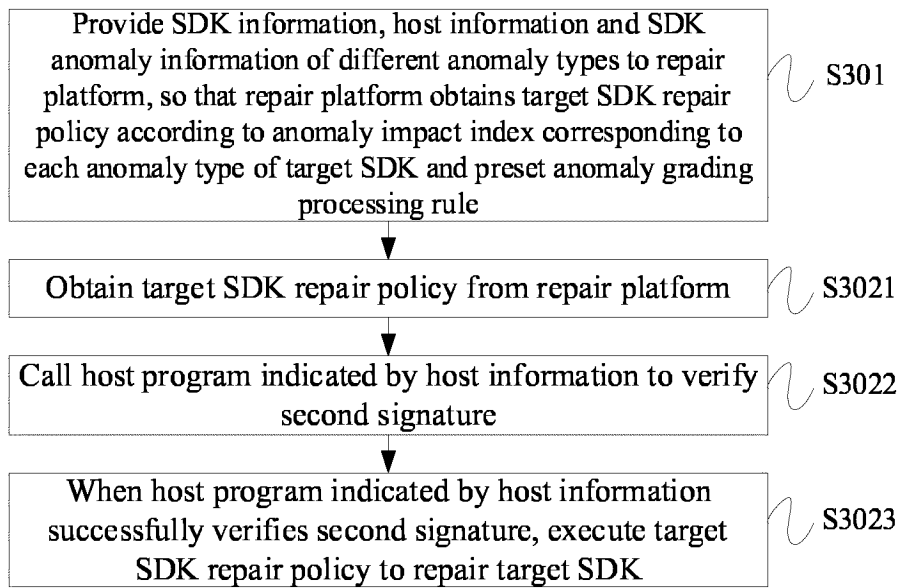 Provide SDK information, host information and SDK
anomaly information of different anomaly types to repair
platform, so that repair platform obtains target SDK repair
policy according to anomaly impact index corresponding to
each anomaly type of target SDK and preset anomaly grading
processing rule
S301
Obtain target SDK repair policy from repair platform
S3021
Call host program indicated by host information to verify
second signature
S3022
When host program indicated by host information
successfully verifies second signature, execute target
SDK repair policy to repair target SDK
S3023